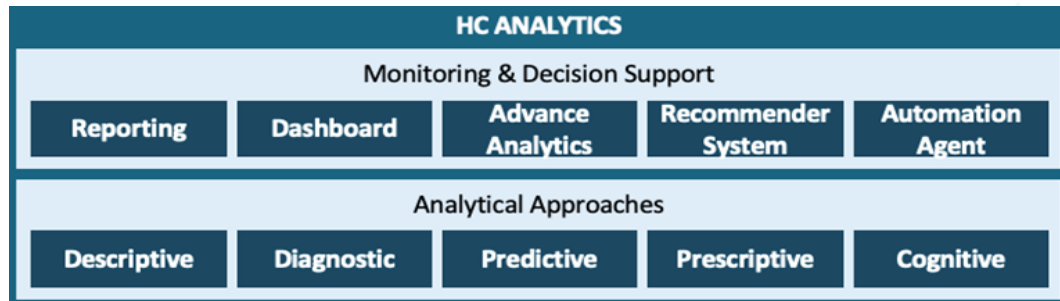 HC ANALYTICS
Monitoring & Decision Support
Reporting
Dashboard
Advance
Analytics
Recommender
System
Automation
Agent
Analytical Approaches
Descriptive
Diagnostic
Predictive
Prescriptive
Cognitive